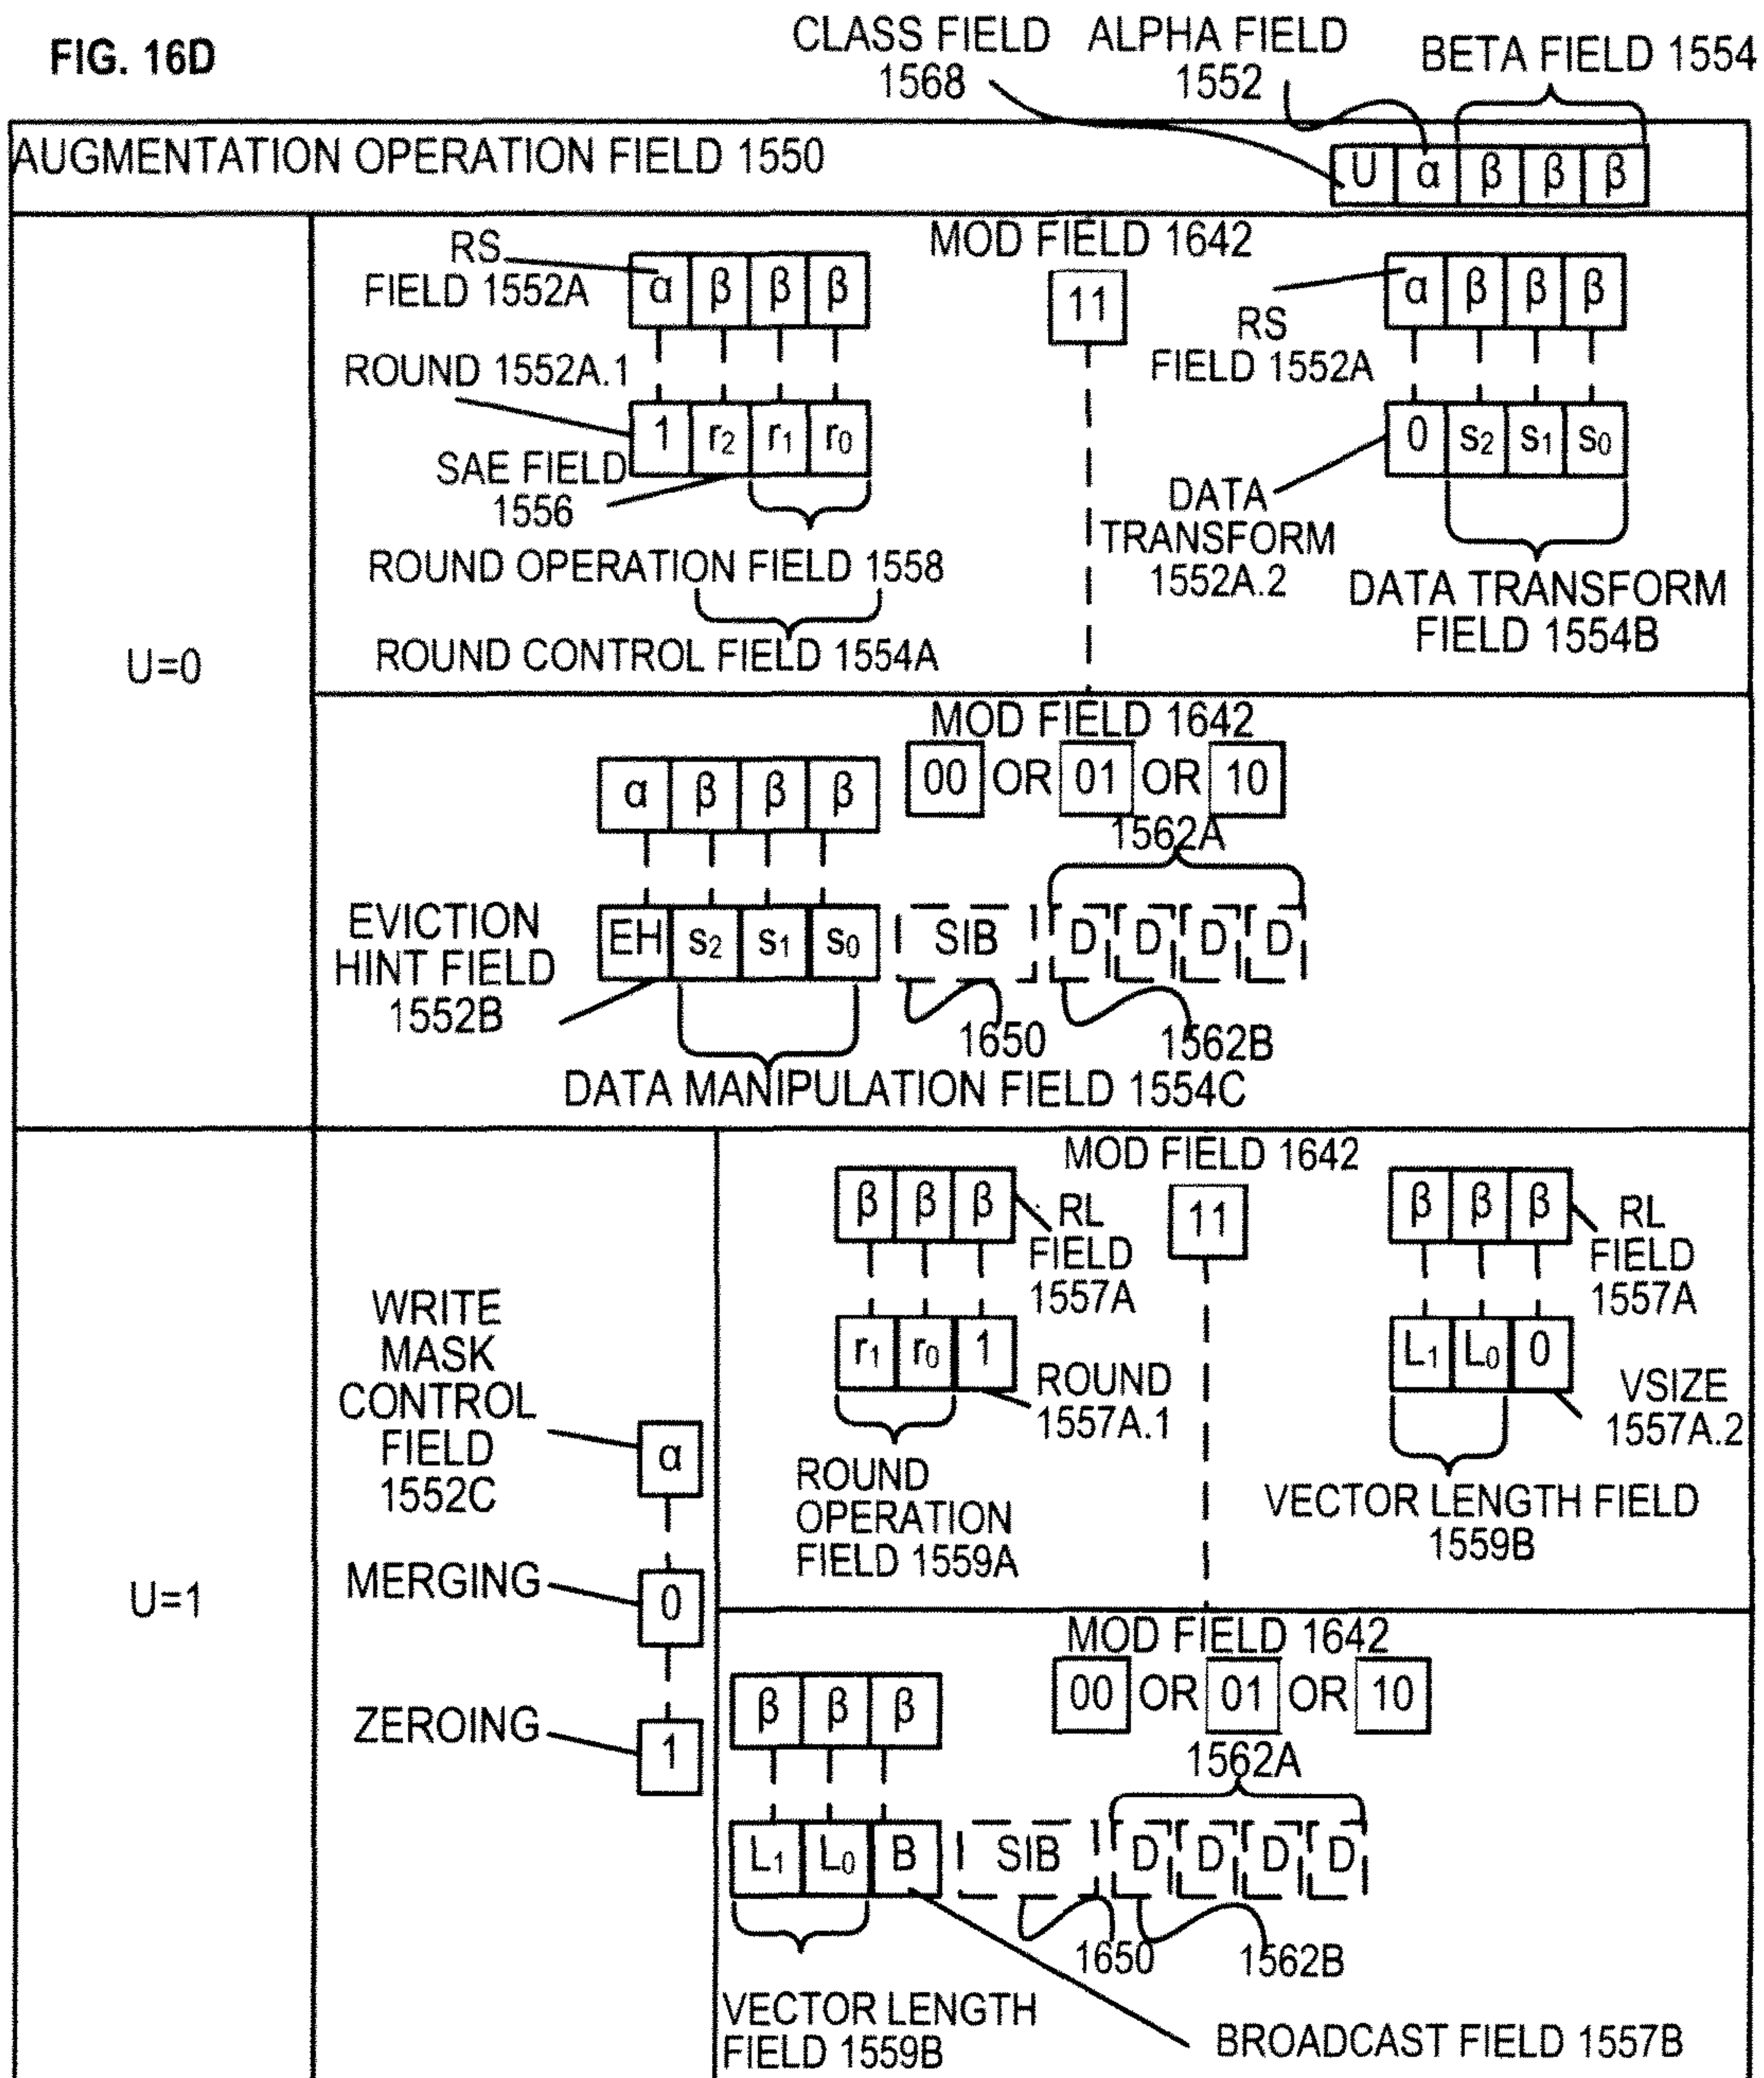 FIG. 16D
CLASS FIELD
1568
ALPHA FIELD
1552
BETA FIELD 1554
AUGMENTATION OPERATION FIELD 1550
U α β β β
U=0
MOD FIELD 1642
11
RS
FIELD 1552A
α β β β
ROUND 1552A.1
1 r2 r1 r0
SAE FIELD
1556
ROUND OPERATION FIELD 1558
ROUND CONTROL FIELD 1554A
α β β β
RS
FIELD 1552A
0 s2 s1 s0
DATA
TRANSFORM
1552A.2
DATA TRANSFORM
FIELD 1554B
MOD FIELD 1642
00 OR 01 OR 10
α β β β
1562A
EVICTION
HINT FIELD
1552B
EH s2 s1 s0 SIB D D D D
1650
1562B
DATA MANIPULATION FIELD 1554C
U=1
WRITE
MASK
CONTROL
FIELD
1552C
α
MERGING
0
ZEROING
1
MOD FIELD 1642
11
β β β
RL
FIELD
1557A
r1 r0 1
ROUND
1557A.1
ROUND
OPERATION
FIELD 1559A
β β β
RL
FIELD
1557A
L1 L0 0
VSIZE
1557A.2
VECTOR LENGTH FIELD
1559B
MOD FIELD 1642
00 OR 01 OR 10
β β β
1562A
L1 L0 B SIB D D D D
1650
1562B
VECTOR LENGTH
FIELD 1559B
BROADCAST FIELD 1557B